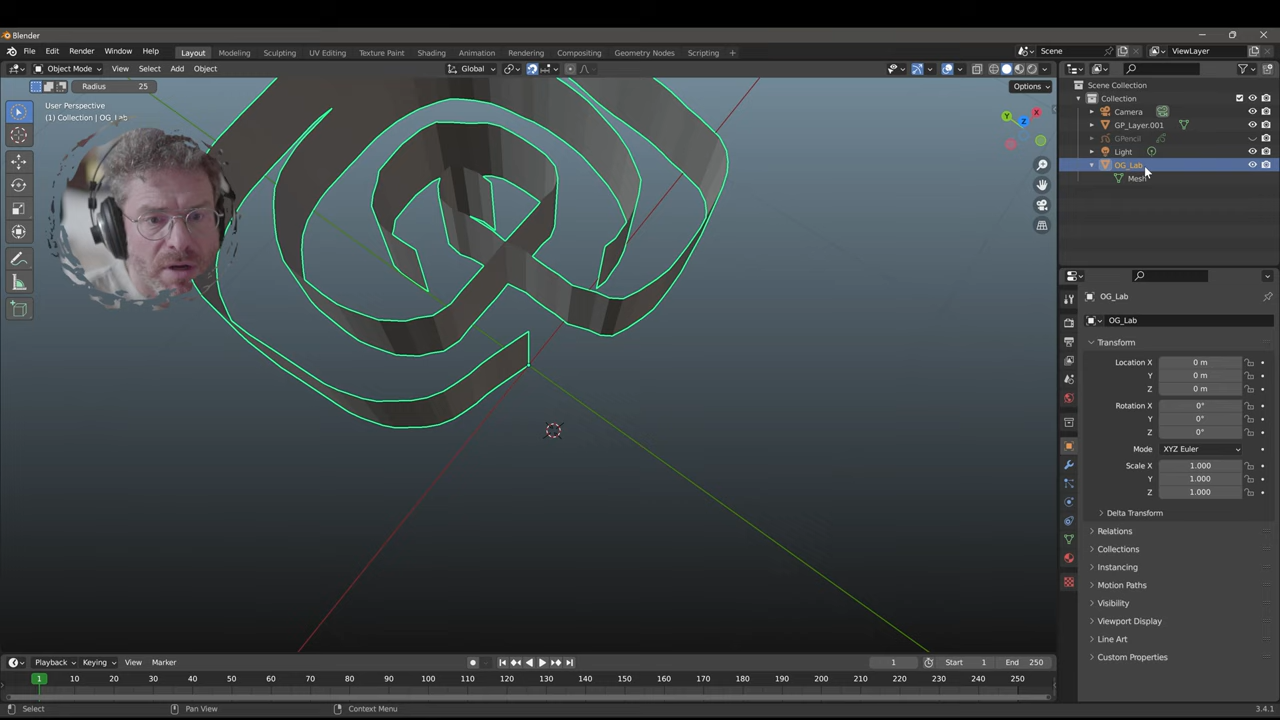 Blender
File Edit Render Window Help
Layout Modeling Sculpting UV Editing Texture Paint Shading Animation Rendering Compositing Geometry Nodes Scripting +
Scene ViewLayer
Object Mode View Select Add Object Global
Radius 25 Options
User Perspective
(1) Collection | OG_Lab
X
Y
Z
Scene Collection
Collection
Camera
GP_Layer.001
GPencil
Light
OG_Lab
Mesh
OG_Lab
OG_Lab
Transform
Location X 0 m
Y 0 m
Z 0 m
Rotation X 0°
Y 0°
Z 0°
Mode XYZ Euler
Scale X 1.000
Y 1.000
Z 1.000
Delta Transform
Relations
Collections
Instancing
Motion Paths
Visibility
Viewport Display
Line Art
Custom Properties
Playback Keying View Marker 1 Start 1 End 250
1 10 20 30 40 50 60 70 80 90 100 110 120 130 140 150 160 170 180 190 200 210 220 230 240 250
Select Pan View Context Menu 3.4.1